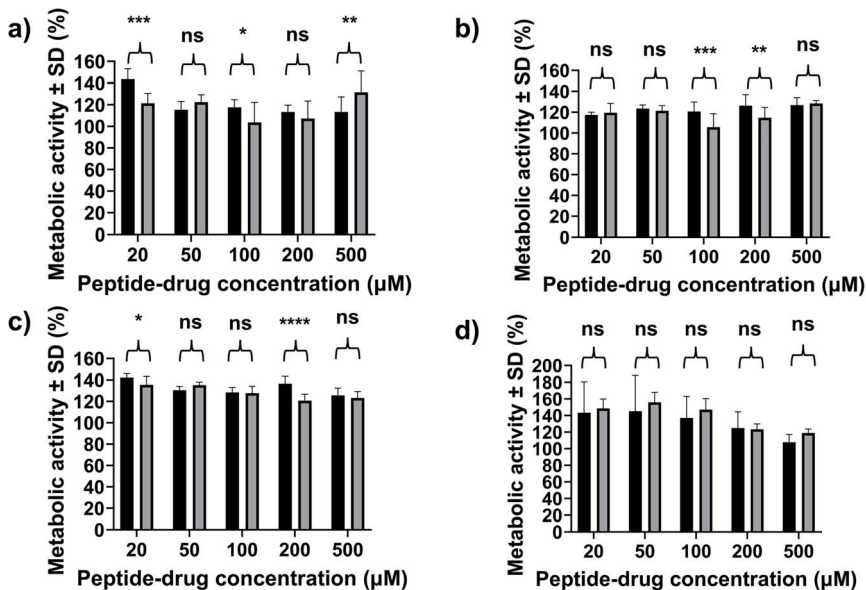 a)
*** ns * ns **
Metabolic activity ± SD (%)
160
140
120
100
80
60
40
20
0
20 50 100 200 500
Peptide-drug concentration (µM)
b)
ns ns *** ** ns
Metabolic activity ± SD (%)
160
140
120
100
80
60
40
20
0
20 50 100 200 500
Peptide-drug concentration (µM)
c)
* ns ns **** ns
Metabolic activity ± SD (%)
160
140
120
100
80
60
40
20
0
20 50 100 200 500
Peptide-drug concentration (µM)
d)
ns ns ns ns ns
Metabolic activity ± SD (%)
200
180
160
140
120
100
80
60
40
20
0
20 50 100 200 500
Peptide-drug concentration (µM)